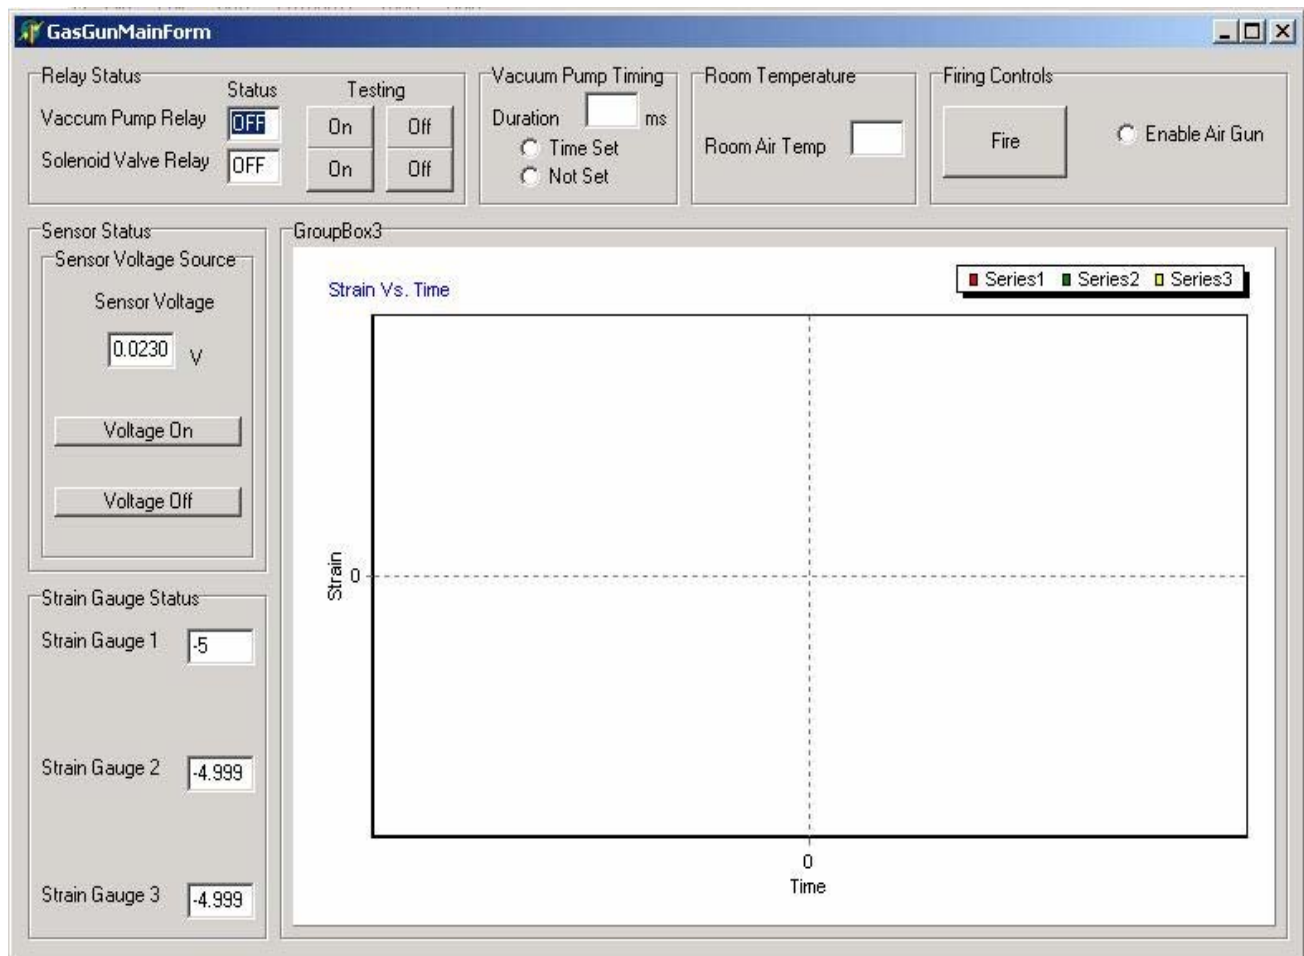 GasGunMainForm
Relay Status
Status Testing
Vaccum Pump Relay OFF On Off
Solenoid Valve Relay OFF On Off
Vacuum Pump Timing
Duration ms
Time Set
Not Set
Room Temperature
Room Air Temp
Firing Controls
Fire Enable Air Gun
Sensor Status
Sensor Voltage Source
Sensor Voltage
0.0230 V
Voltage On
Voltage Off
Strain Gauge Status
Strain Gauge 1 -5
Strain Gauge 2 -4.999
Strain Gauge 3 -4.999
GroupBox3
Strain Vs. Time
Series1 Series2 Series3
Strain
0
0
Time